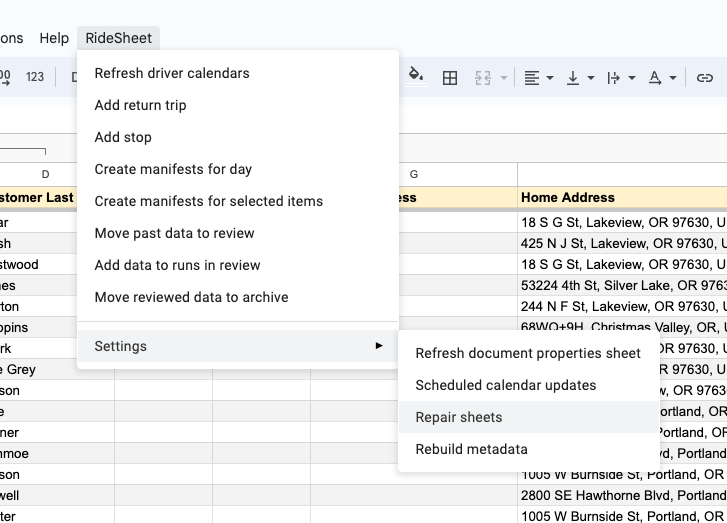 ons Help RideSheet
123
Refresh driver calendars
Add return trip
Add stop
Create manifests for day
Create manifests for selected items
Move past data to review
Add data to runs in review
Move reviewed data to archive
Settings
Refresh document properties sheet
Scheduled calendar updates
Repair sheets
Rebuild metadata
D G
stomer Last ess Home Address
ar 18 S G St, Lakeview, OR 97630, U
sh 425 N J St, Lakeview, OR 97630,
stwood 18 S G St, Lakeview, OR 97630, U
nes 53224 4th St, Silver Lake, OR 976
ton 244 N F St, Lakeview, OR 97630,
opins 68WQ+9H, Christmas Valley, OR,
rk R 97630, U
e Grey R 97630, U
son w, OR 9763
e ortland, OR
ner Portland, OR
nmoe vd, Portland
son 1005 W Burnside St, Portland, OR
well 2800 SE Hawthorne Blvd, Portland
ter 1005 W Burnside St, Portland, OR